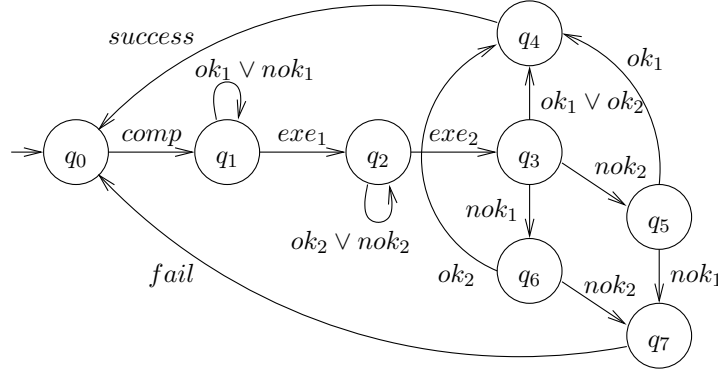 success
q₄
ok₁ ∨ nok₁
ok₁
comp
exe₁
exe₂
ok₁ ∨ ok₂
q₀
q₁
q₂
q₃
nok₂
nok₁
q₅
ok₂ ∨ nok₂
fail
ok₂
q₆
nok₂
nok₁
q₇